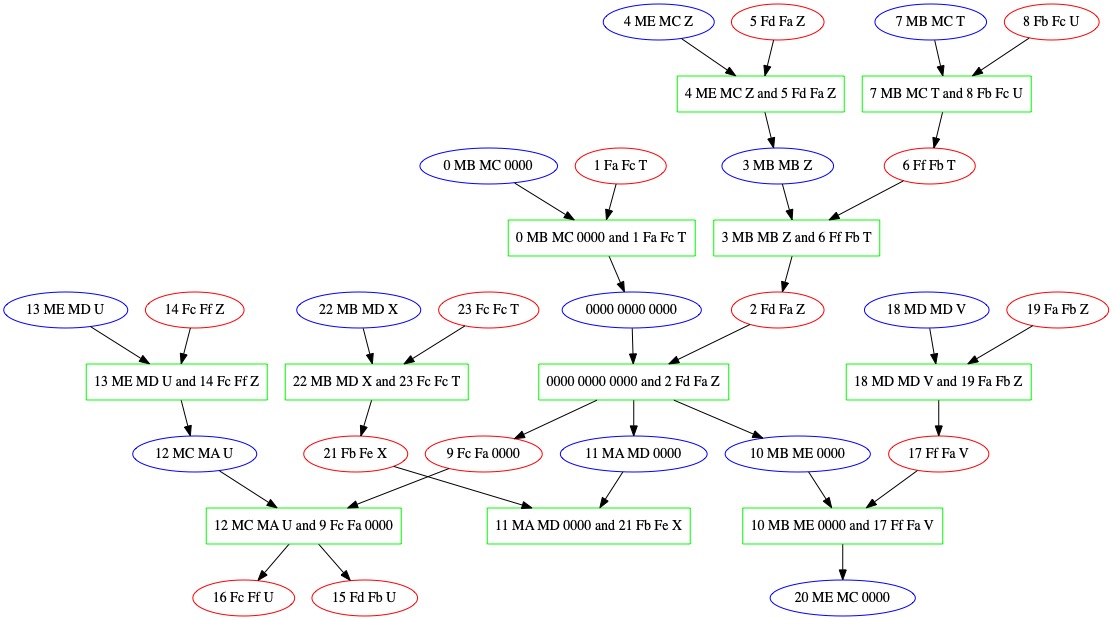 4 ME MC Z
5 Fd Fa Z
7 MB MC T
8 Fb Fc U
4 ME MC Z and 5 Fd Fa Z
7 MB MC T and 8 Fb Fc U
0 MB MC 0000
1 Fa Fc T
3 MB MB Z
6 Ff Fb T
0 MB MC 0000 and 1 Fa Fc T
3 MB MB Z and 6 Ff Fb T
13 ME MD U
14 Fc Ff Z
22 MB MD X
23 Fc Fc T
0000 0000 0000
2 Fd Fa Z
18 MD MD V
19 Fa Fb Z
13 ME MD U and 14 Fc Ff Z
22 MB MD X and 23 Fc Fc T
0000 0000 0000 and 2 Fd Fa Z
18 MD MD V and 19 Fa Fb Z
12 MC MA U
21 Fb Fe X
9 Fc Fa 0000
11 MA MD 0000
10 MB ME 0000
17 Ff Fa V
12 MC MA U and 9 Fc Fa 0000
11 MA MD 0000 and 21 Fb Fe X
10 MB ME 0000 and 17 Ff Fa V
16 Fc Ff U
15 Fd Fb U
20 ME MC 0000